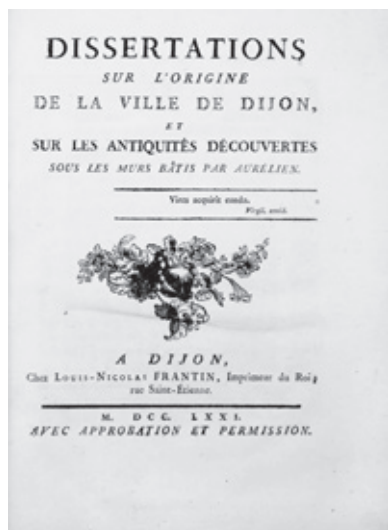 DISSERTATIONS
SUR L'ORIGINE
DE LA VILLE DE DIJON,
ET
SUR LES ANTIQUITÉS DÉCOUVERTES
SOUS LES MURS BÂTIS PAR AURÉLIEN.
Vires acquirit eundo.
Virgil. æneid.
A DIJON,
Chez LOUIS-NICOLAS FRANTIN, Imprimeur du Roi,
rue Saint-Étienne.
M. DCC. LXXI.
AVEC APPROBATION ET PERMISSION.